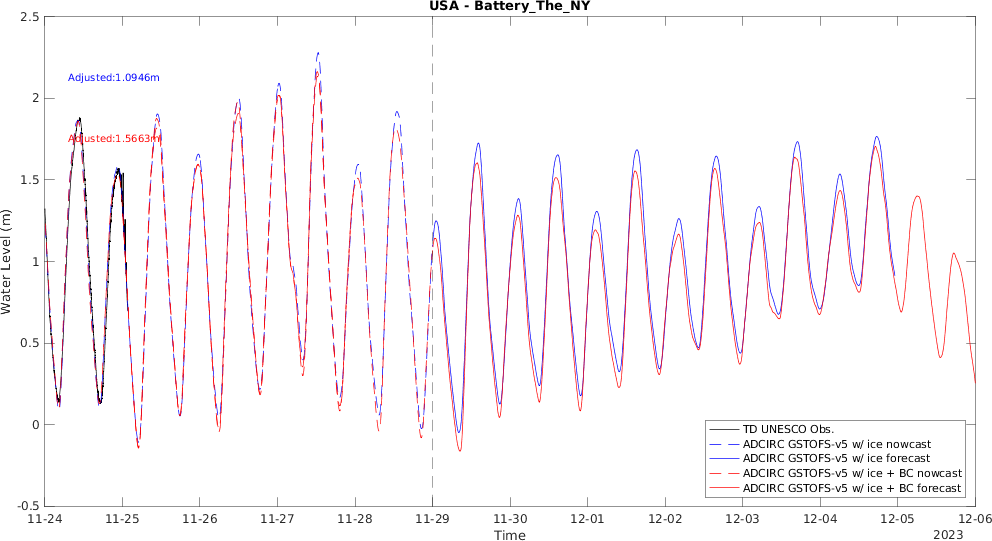 USA - Battery_The_NY
Water Level (m)
2.5
2
1.5
1
0.5
0
-0.5
Adjusted:1.0946m
Adjusted:1.5663m
TD UNESCO Obs.
ADCIRC GSTOFS-v5 w/ ice nowcast
ADCIRC GSTOFS-v5 w/ ice forecast
ADCIRC GSTOFS-v5 w/ ice + BC nowcast
ADCIRC GSTOFS-v5 w/ ice + BC forecast
11-24 11-25 11-26 11-27 11-28 11-29 11-30 12-01 12-02 12-03 12-04 12-05 12-06
Time
2023